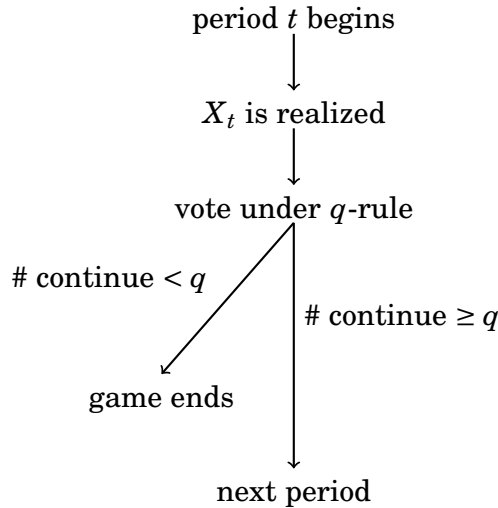 period t begins
X_t is realized
vote under q-rule
# continue < q
# continue ≥ q
game ends
next period